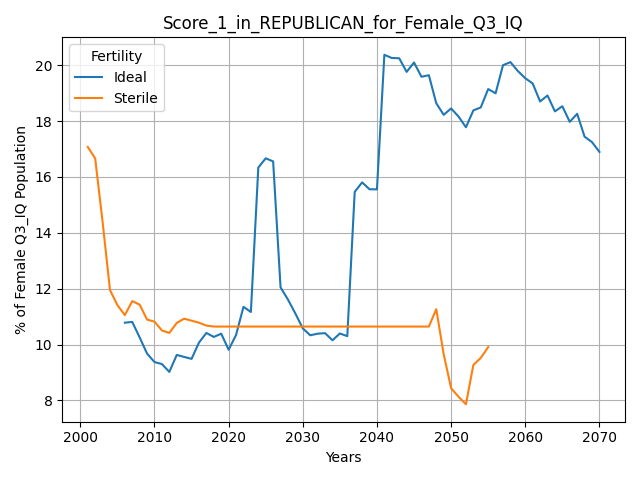 Score_1_in_REPUBLICAN_for_Female_Q3_IQ
Fertility
Ideal
Sterile
% of Female Q3_IQ Population
20
18
16
14
12
10
8
2000 2010 2020 2030 2040 2050 2060 2070
Years